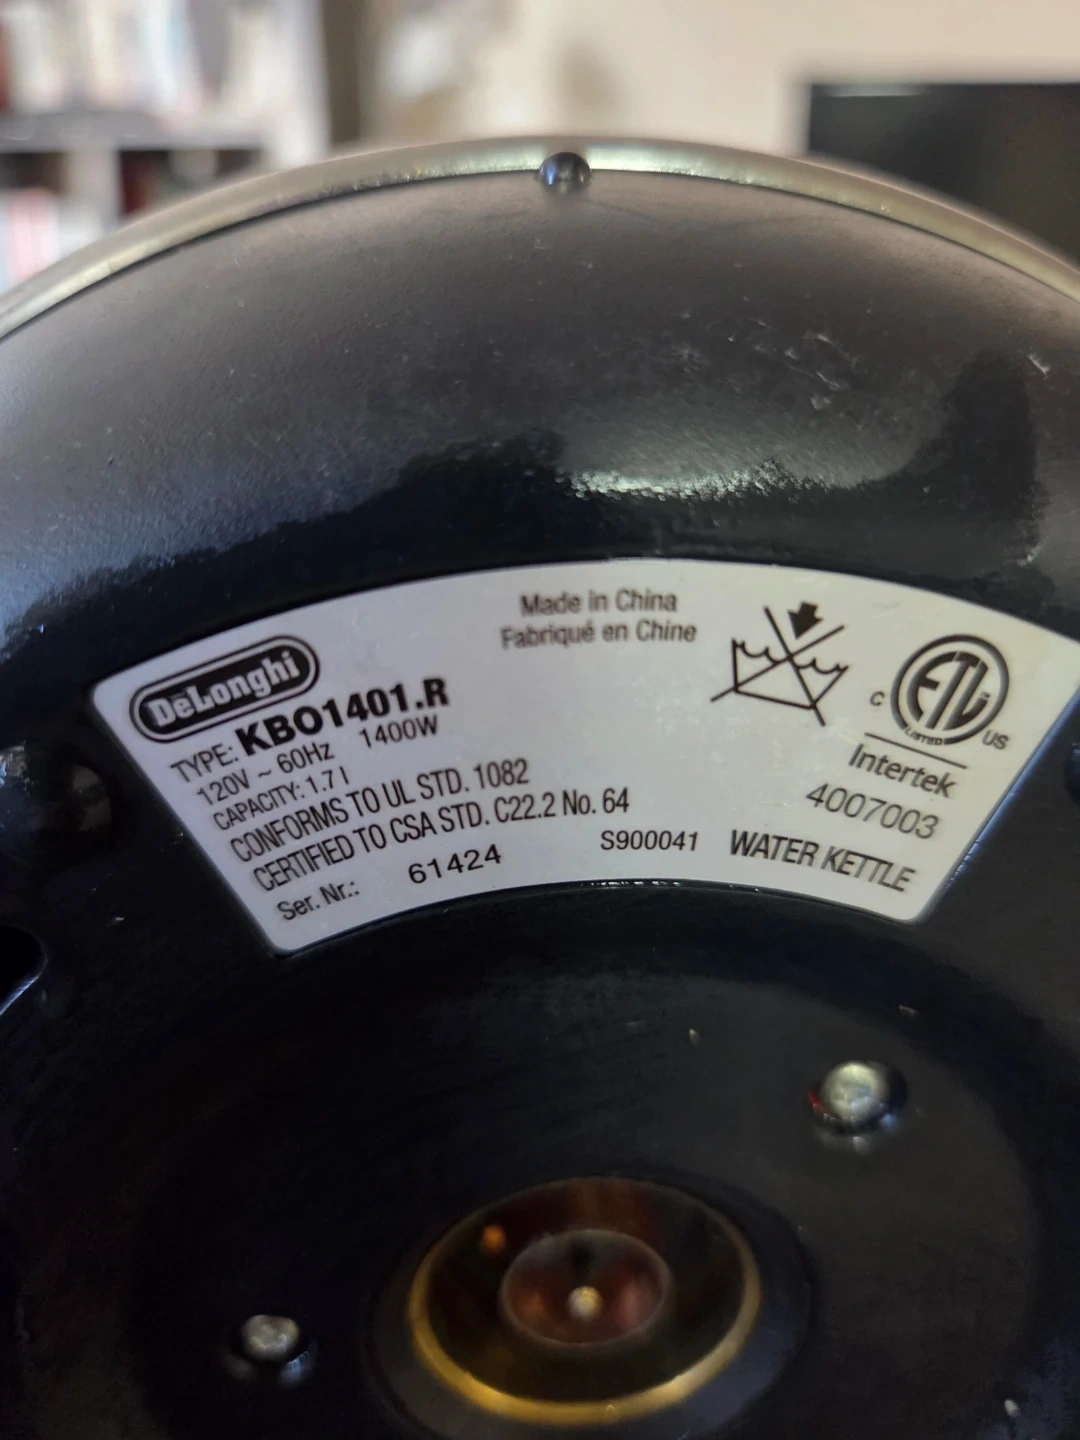 DeLonghi
TYPE: KBO1401.R
120V ~ 60Hz 1400W
CAPACITY: 1.7 l
CONFORMS TO UL STD. 1082
CERTIFIED TO CSA STD. C22.2 No. 64
Ser. Nr.: 61424
S900041 WATER KETTLE
Made in China
Fabriqué en Chine
C ETL US
LISTED
Intertek
4007003